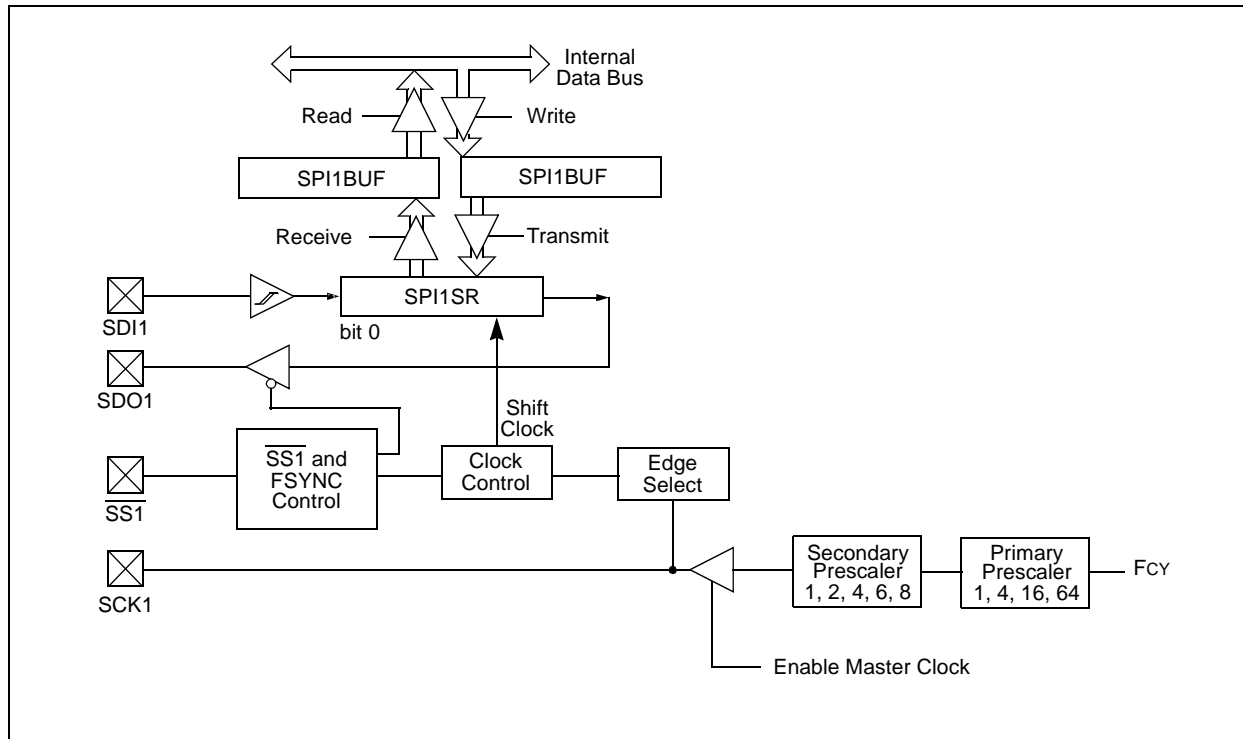 Internal
Data Bus
Read
Write
SPI1BUF
SPI1BUF
Receive
Transmit
SPI1SR
SDI1
bit 0
SDO1
Shift
Clock
SS1 and
FSYNC
Control
Clock
Control
Edge
Select
SS1
Secondary
Prescaler
1, 2, 4, 6, 8
Primary
Prescaler
1, 4, 16, 64
FCY
SCK1
Enable Master Clock